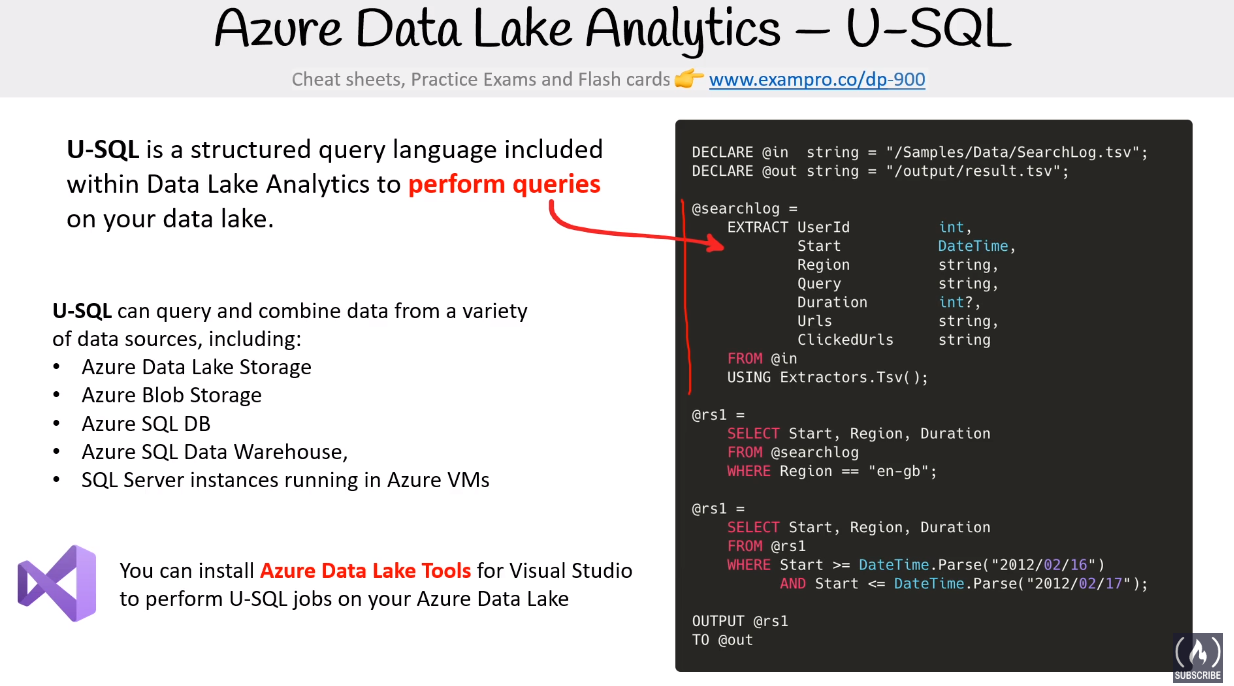 Azure Data Lake Analytics – U-SQL
Cheat sheets, Practice Exams and Flash cards 👉 www.exampro.co/dp-900
U-SQL is a structured query language included
within Data Lake Analytics to perform queries
on your data lake.
U-SQL can query and combine data from a variety
of data sources, including:
• Azure Data Lake Storage
• Azure Blob Storage
• Azure SQL DB
• Azure SQL Data Warehouse,
• SQL Server instances running in Azure VMs
You can install Azure Data Lake Tools for Visual Studio
to perform U-SQL jobs on your Azure Data Lake
DECLARE @in  string = "/Samples/Data/SearchLog.tsv";
DECLARE @out string = "/output/result.tsv";
@searchlog =
    EXTRACT UserId          int,
            Start           DateTime,
            Region          string,
            Query           string,
            Duration        int?,
            Urls            string,
            ClickedUrls     string
    FROM @in
    USING Extractors.Tsv();
@rs1 =
    SELECT Start, Region, Duration
    FROM @searchlog
    WHERE Region == "en-gb";
@rs1 =
    SELECT Start, Region, Duration
    FROM @rs1
    WHERE Start >= DateTime.Parse("2012/02/16")
          AND Start <= DateTime.Parse("2012/02/17");
OUTPUT @rs1
TO @out
SUBSCRIBE